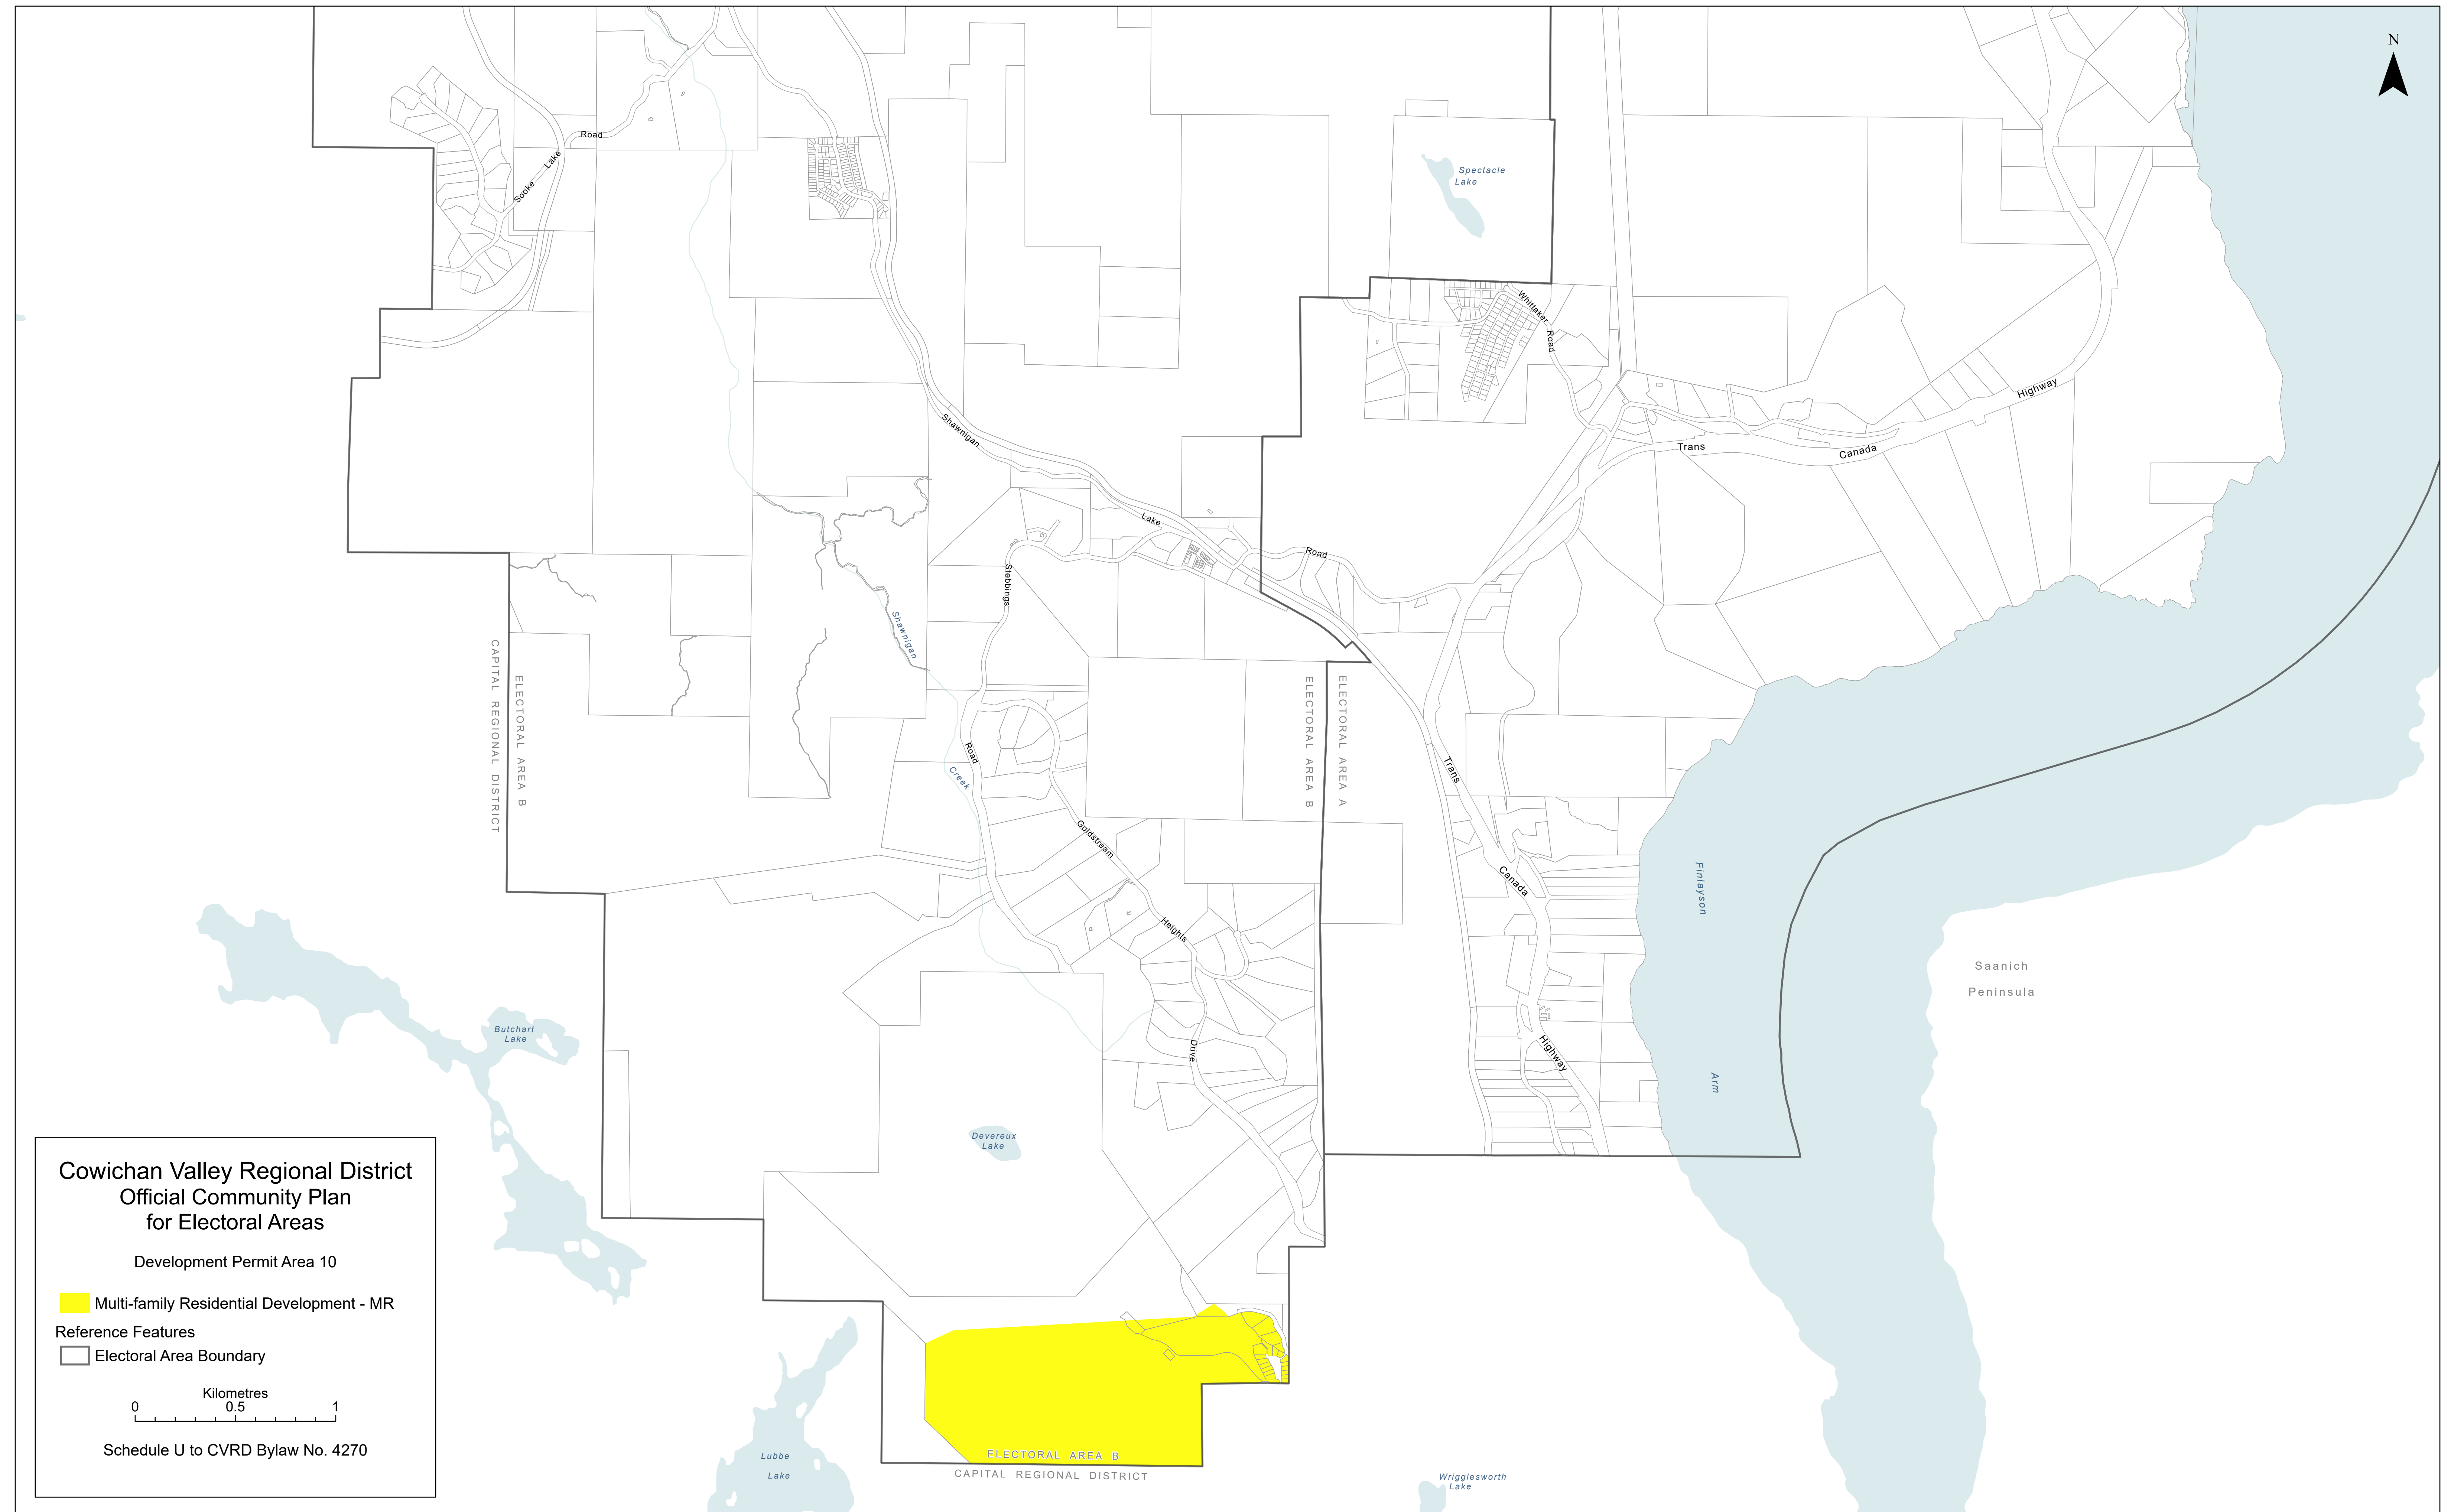 N
Spectacle
Lake
Road
Lake
Sooke
Whittaker
Road
Highway
Canada
Trans
Shawnigan
Lake
Road
Stebbings
Shawnigan
Creek
Road
CAPITAL REGIONAL DISTRICT
ELECTORAL AREA B
ELECTORAL AREA B
ELECTORAL AREA A
Trans
Canada
Highway
Goldstream
Heights
Drive
Finlayson
Arm
Saanich
Peninsula
Butchart
Lake
Devereux
Lake
Cowichan Valley Regional District
Official Community Plan
for Electoral Areas
Development Permit Area 10
Multi-family Residential Development - MR
Reference Features
Electoral Area Boundary
Kilometres
0 0.5 1
Schedule U to CVRD Bylaw No. 4270
Lubbe
Lake
ELECTORAL AREA B
CAPITAL REGIONAL DISTRICT
Wrigglesworth
Lake